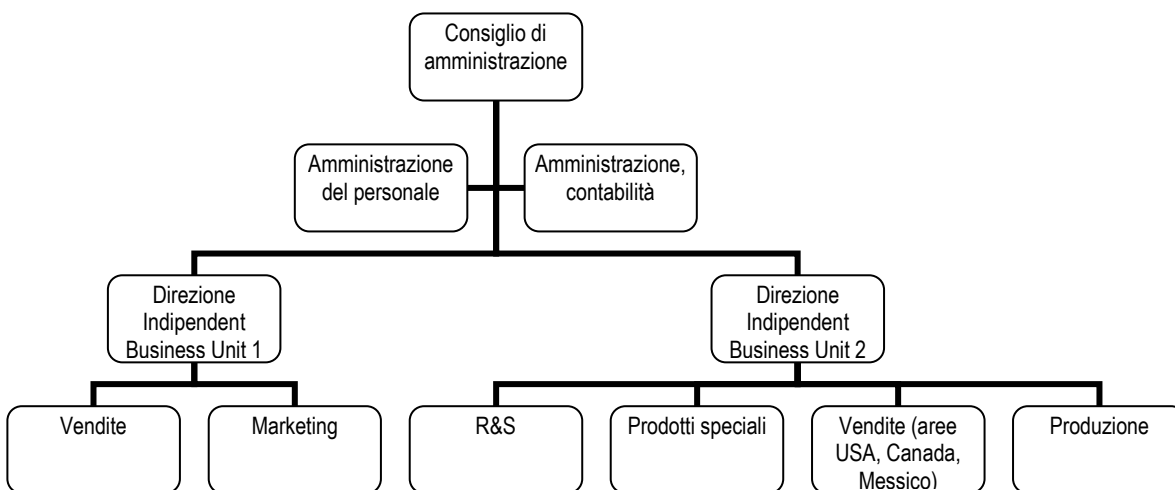 Consiglio di
amministrazione
Amministrazione
del personale
Amministrazione,
contabilità
Direzione
Indipendent
Business Unit 1
Direzione
Indipendent
Business Unit 2
Vendite
Marketing
R&S
Prodotti speciali
Vendite (aree
USA, Canada,
Messico)
Produzione